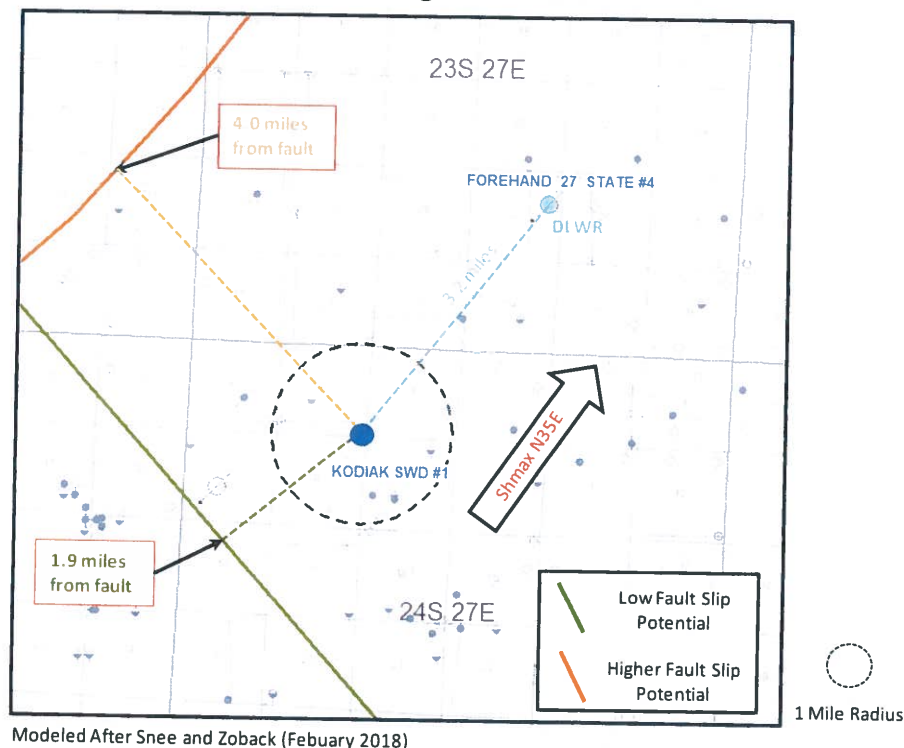 23S 27E
4.0 miles
from fault
FOREHAND 27 STATE #4
DLWR
3.2 miles
Shmax N35E
KODIAK SWD #1
1.9 miles
from fault
24S 27E
Low Fault Slip
Potential
Higher Fault Slip
Potential
1 Mile Radius
Modeled After Snee and Zoback (Febuary 2018)